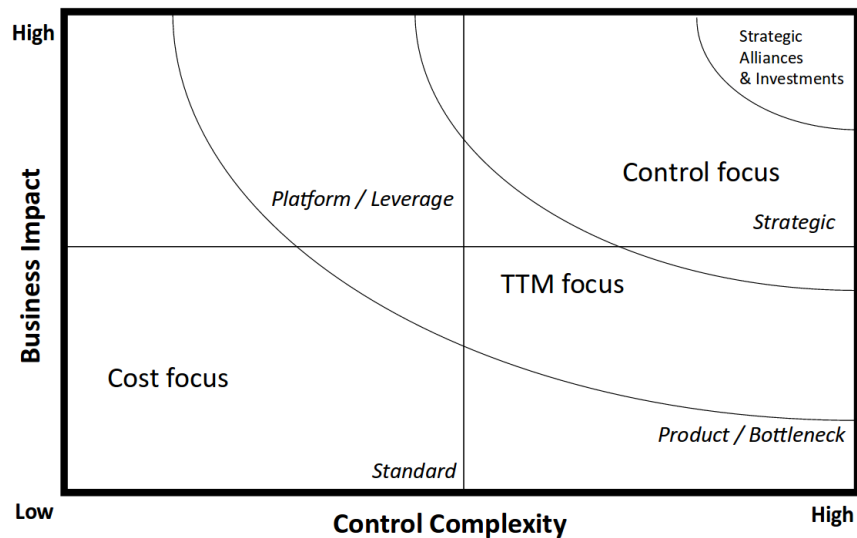 High
Strategic
Alliances
& Investments
Control focus
Platform / Leverage
Strategic
Business Impact
TTM focus
Cost focus
Product / Bottleneck
Standard
Low
Control Complexity
High